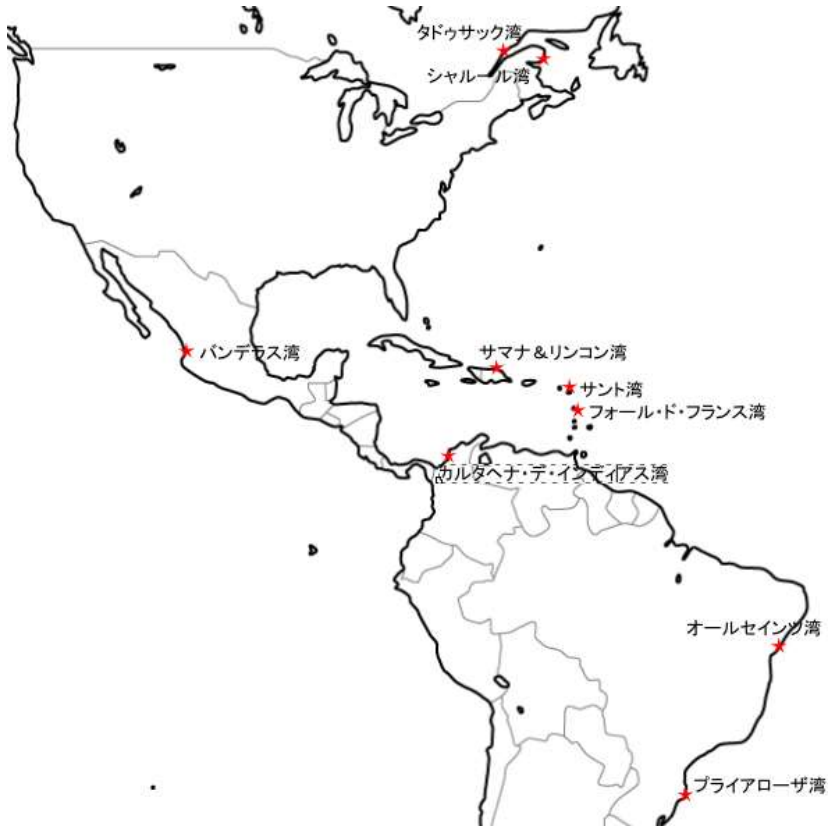 タドゥサック湾
シャルール湾
バンデラス湾
サマナ＆リンコン湾
サント湾
フォール・ド・フランス湾
カルタヘナ・デ・インディアス湾
オールセインツ湾
プライアローザ湾